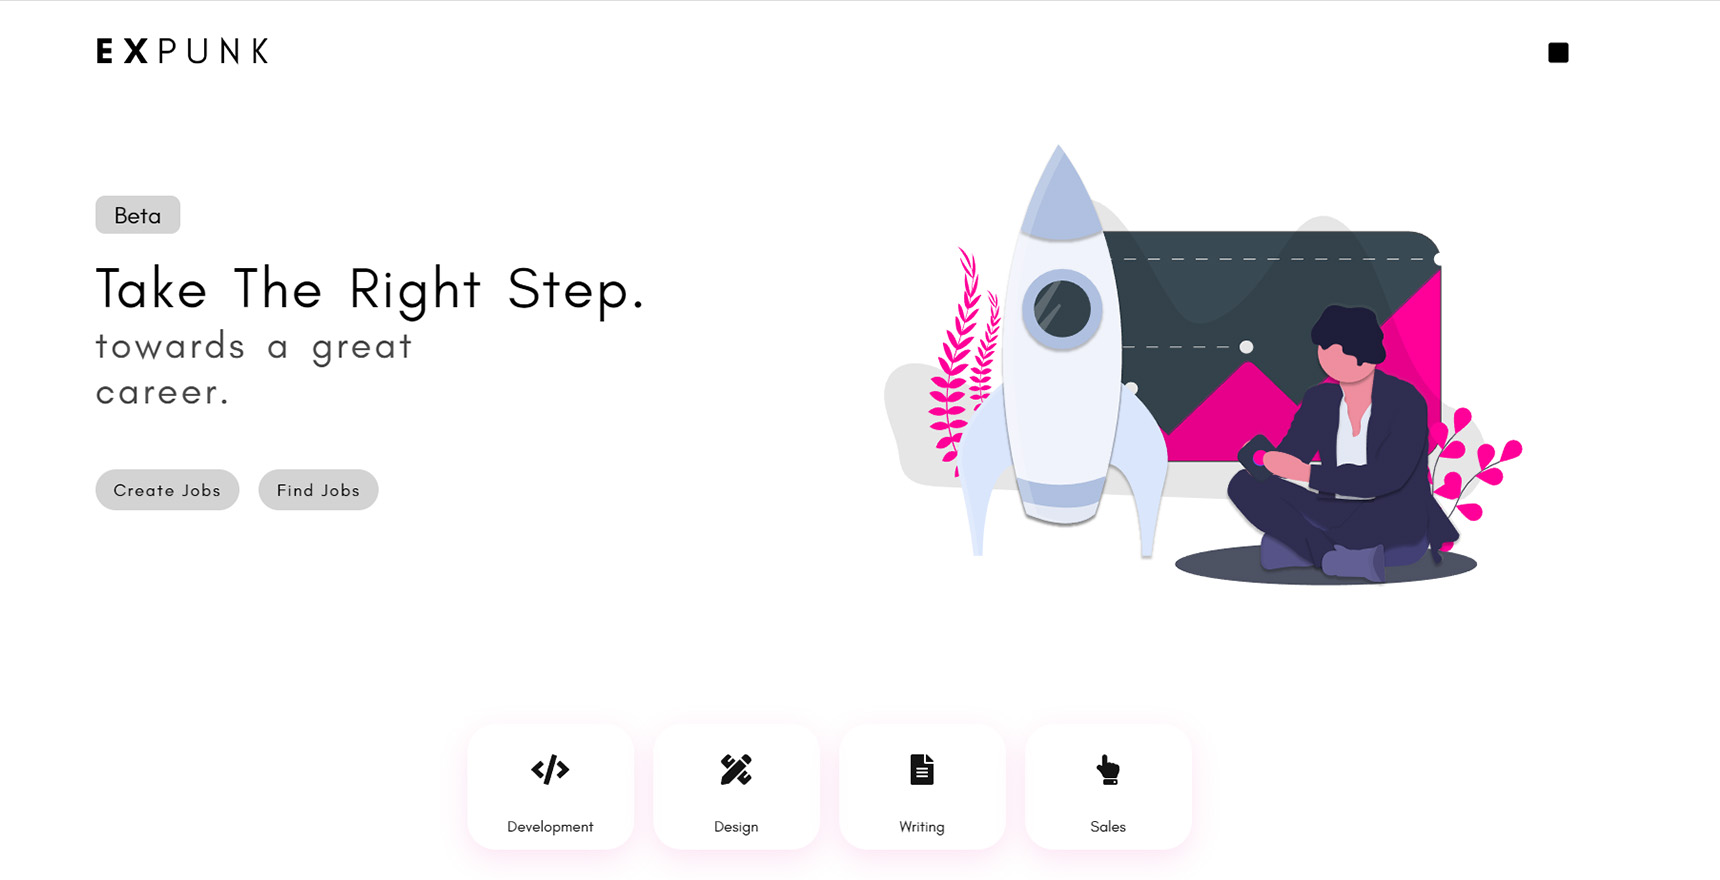 EXPUNK
Beta
Take The Right Step.
towards a great
career.
Create Jobs
Find Jobs
Development
Design
Writing
Sales